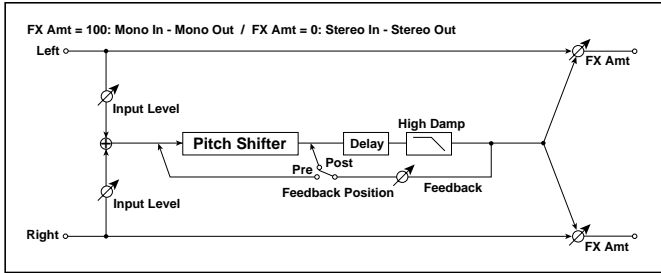 FX Amt = 100: Mono In - Mono Out / FX Amt = 0: Stereo In - Stereo Out
Left
FX Amt
Input Level
High Damp
Pitch Shifter
Delay
Post
Pre
Feedback Position
Feedback
Input Level
Right
FX Amt